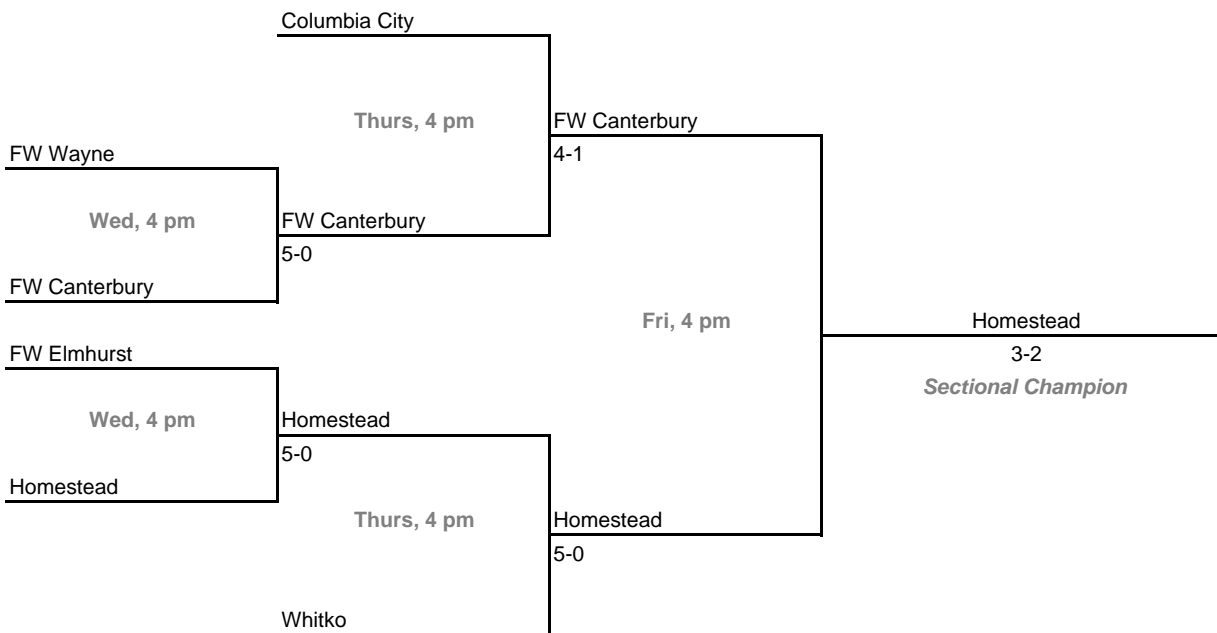 Columbia City
Thurs, 4 pm
FW Canterbury
4-1
FW Wayne
Wed, 4 pm
FW Canterbury
5-0
FW Canterbury
Fri, 4 pm
Homestead
3-2
Sectional Champion
FW Elmhurst
Wed, 4 pm
Homestead
5-0
Homestead
Thurs, 4 pm
Homestead
5-0
Whitko